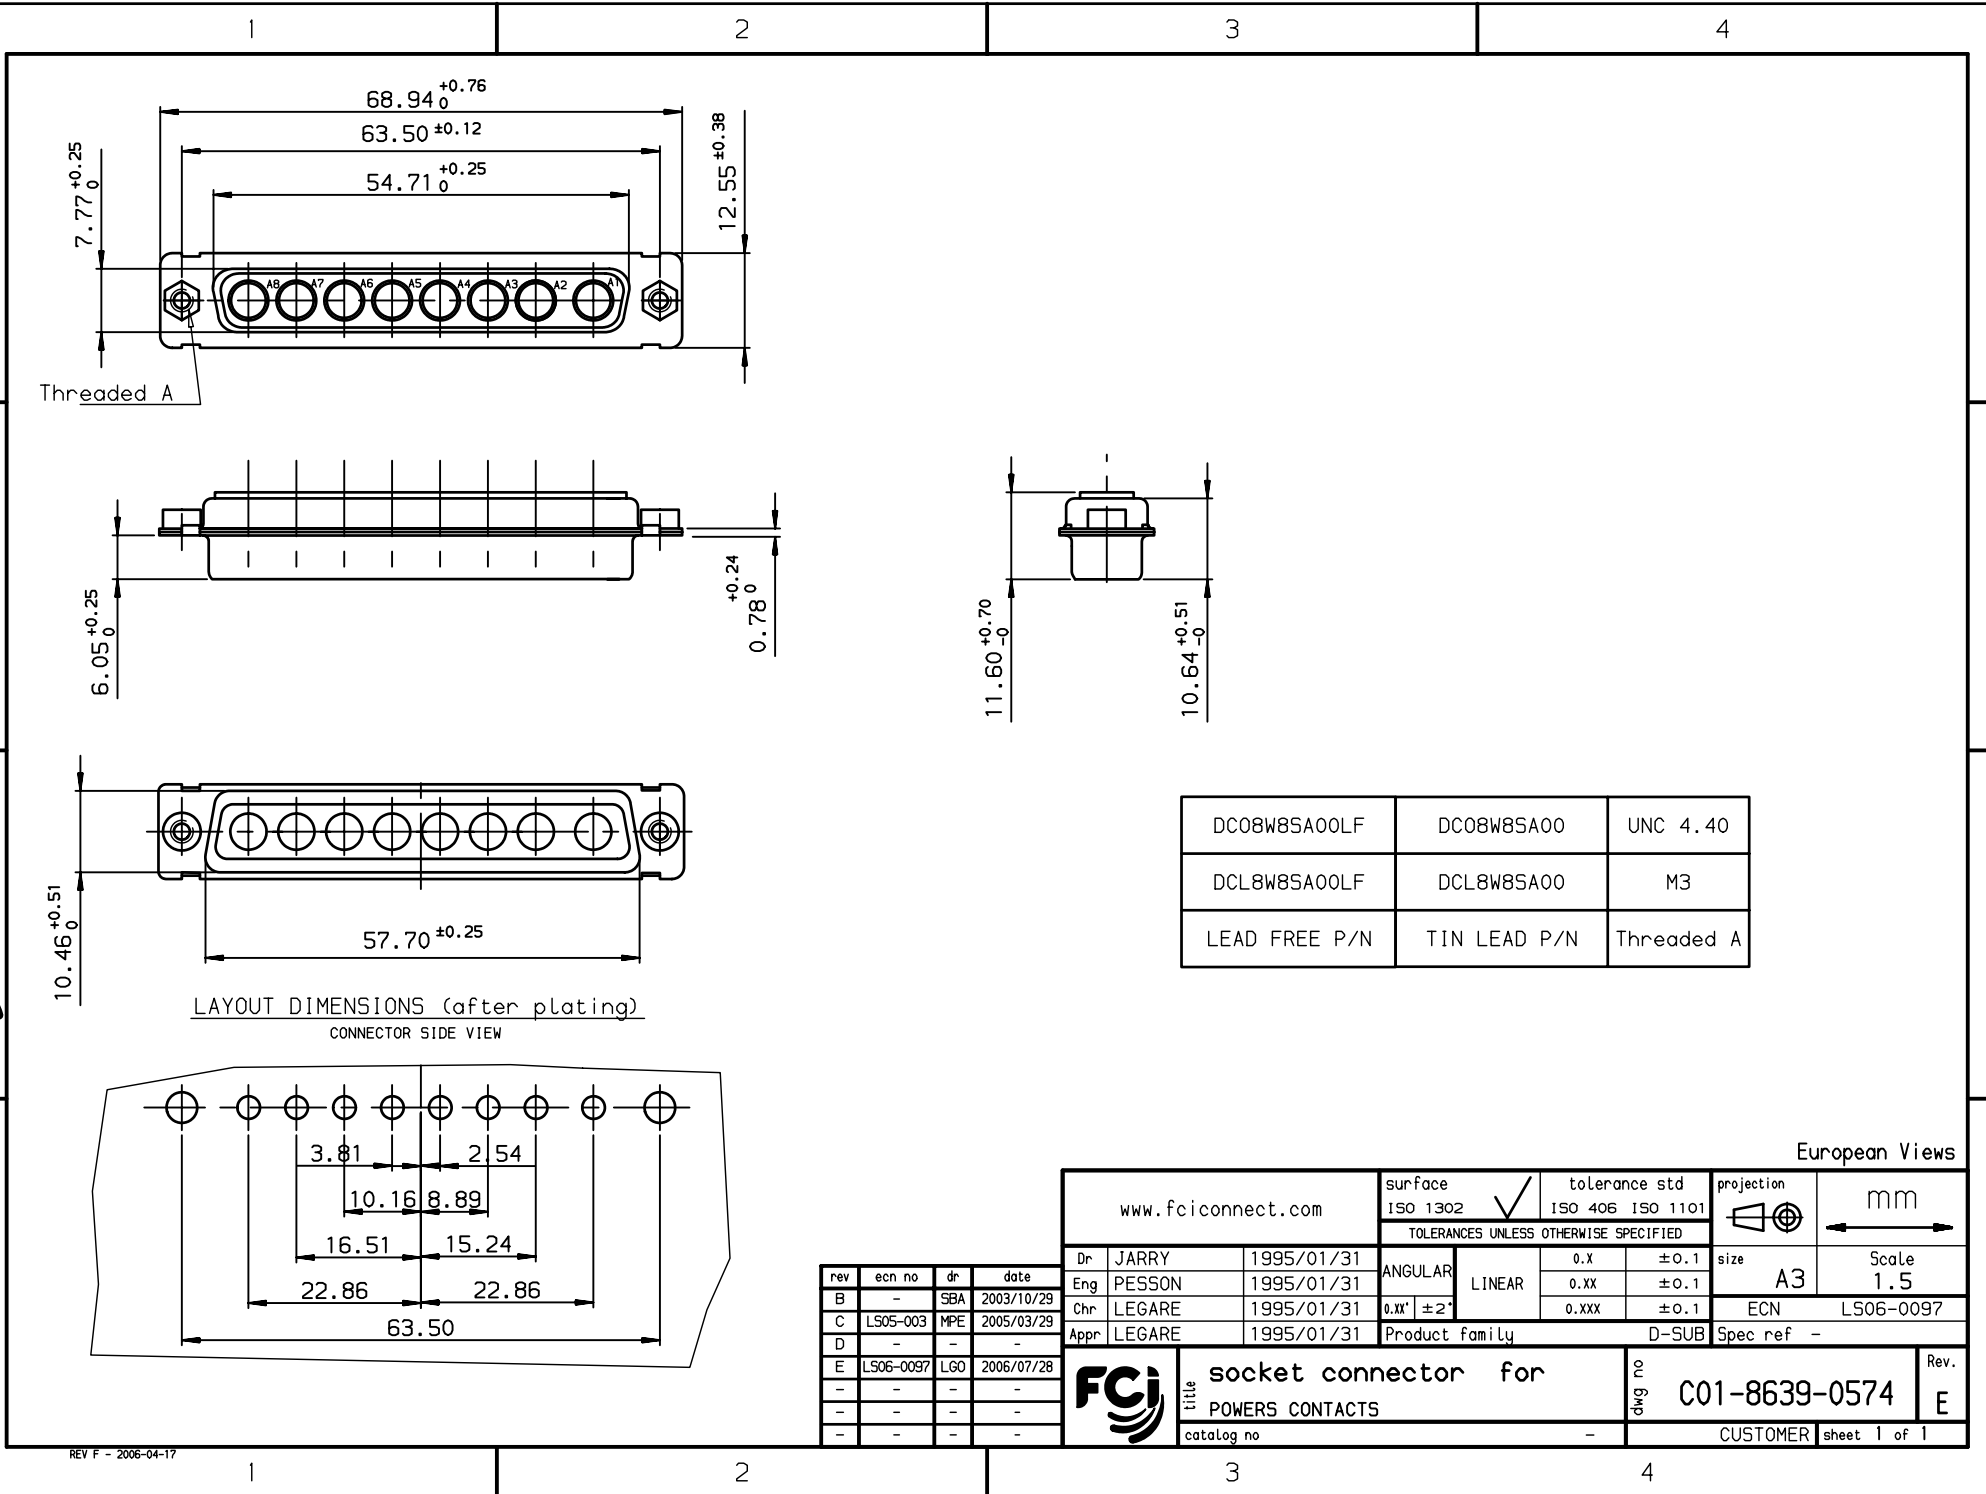 1 2 3 4
68.94 +0.76 0
63.50 ±0.12
54.71 +0.25 0
7.77 +0.25 0
12.55 ±0.38
A8 A7 A6 A5 A4 A3 A2 A1
Threaded A
6.05 +0.25 0
0.78 +0.24 0
11.60 +0.70 -0
10.64 +0.51 -0
10.46 +0.51 0
57.70 ±0.25
DC08W8SA00LF DC08W8SA00 UNC 4.40
DCL8W8SA00LF DCL8W8SA00 M3
LEAD FREE P/N TIN LEAD P/N Threaded A
LAYOUT DIMENSIONS (after plating)
CONNECTOR SIDE VIEW
3.81 2.54
10.16 8.89
16.51 15.24
22.86 22.86
63.50
European Views
www.fciconnect.com
surface
ISO 1302
tolerance std
ISO 406 ISO 1101
projection
mm
TOLERANCES UNLESS OTHERWISE SPECIFIED
Dr JARRY 1995/01/31
Eng PESSON 1995/01/31
Chr LEGARE 1995/01/31
Appr LEGARE 1995/01/31
ANGULAR
0.XX° ±2°
LINEAR
0.X ±0.1
0.XX ±0.1
0.XXX ±0.1
size A3
Scale
1.5
ECN LS06-0097
Product family D-SUB
Spec ref -
rev ecn no dr date
B - SBA 2003/10/29
C LS05-003 MPE 2005/03/29
D - - -
E LS06-0097 LGO 2006/07/28
- - - -
- - - -
- - - -
FCi
title
socket connector for
POWERS CONTACTS
dwg no
C01-8639-0574
Rev.
E
catalog no -
CUSTOMER sheet 1 of 1
REV F - 2006-04-17
1 2 3 4